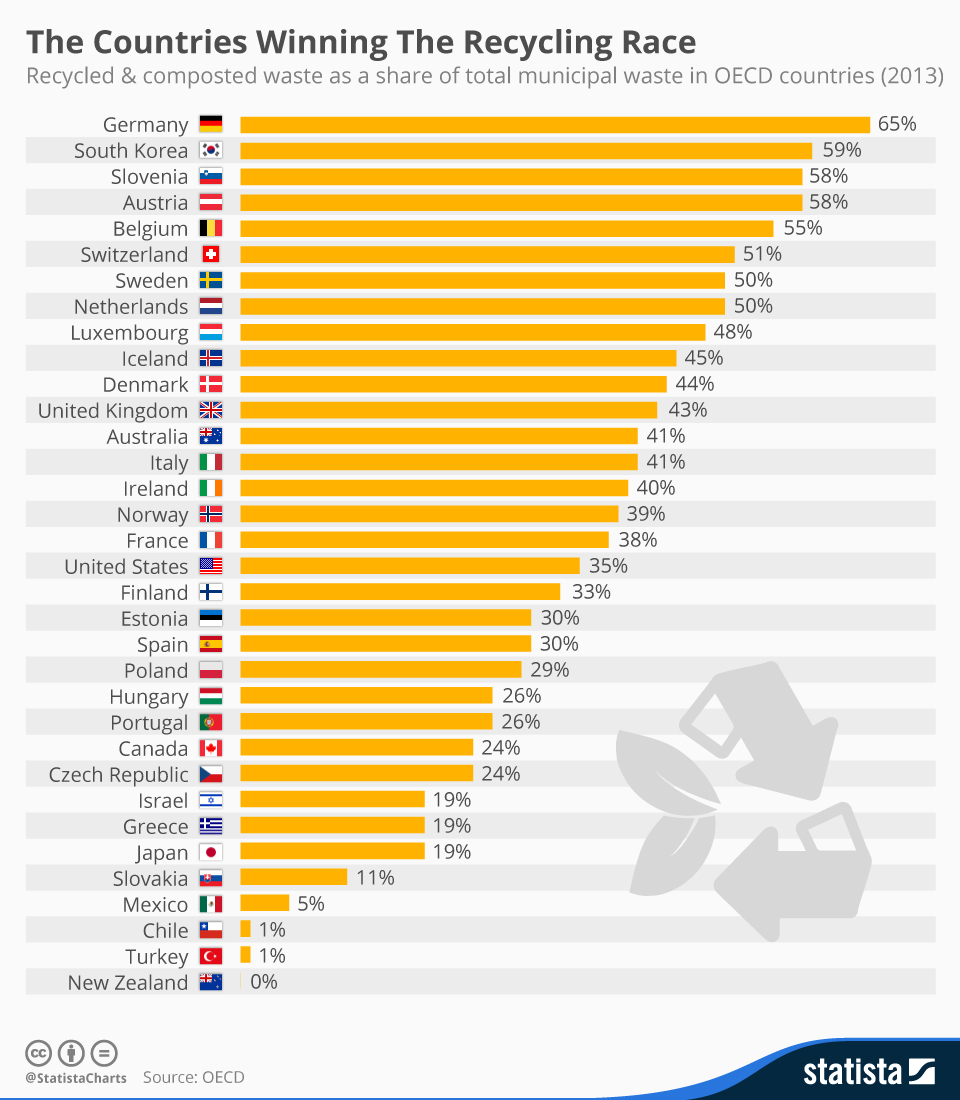 The Countries Winning The Recycling Race
Recycled & composted waste as a share of total municipal waste in OECD countries (2013)
Germany 65%
South Korea 59%
Slovenia 58%
Austria 58%
Belgium 55%
Switzerland 51%
Sweden 50%
Netherlands 50%
Luxembourg 48%
Iceland 45%
Denmark 44%
United Kingdom 43%
Australia 41%
Italy 41%
Ireland 40%
Norway 39%
France 38%
United States 35%
Finland 33%
Estonia 30%
Spain 30%
Poland 29%
Hungary 26%
Portugal 26%
Canada 24%
Czech Republic 24%
Israel 19%
Greece 19%
Japan 19%
Slovakia 11%
Mexico 5%
Chile 1%
Turkey 1%
New Zealand 0%
cc
@StatistaCharts Source: OECD
statista